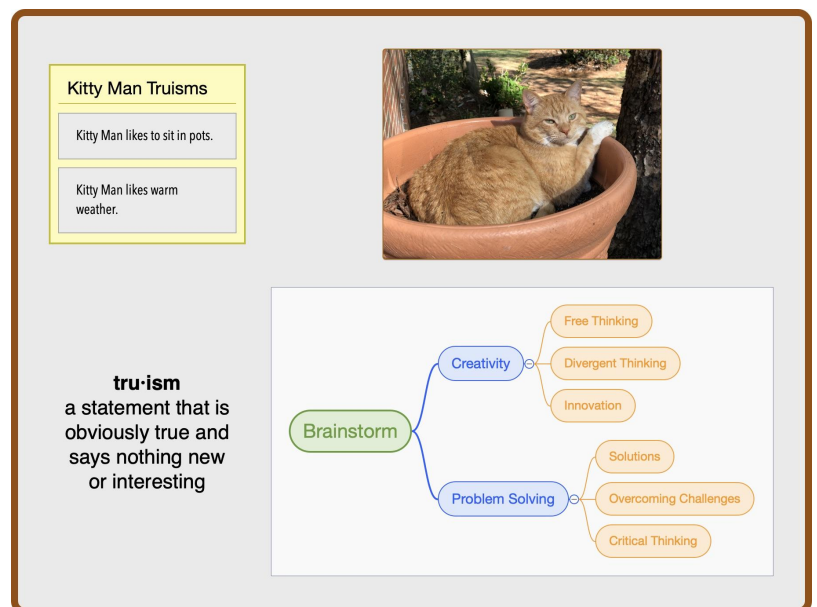 Kitty Man Truisms
Kitty Man likes to sit in pots.
Kitty Man likes warm
weather.
tru·ism
a statement that is
obviously true and
says nothing new
or interesting
Brainstorm
Creativity
Free Thinking
Divergent Thinking
Innovation
Problem Solving
Solutions
Overcoming Challenges
Critical Thinking